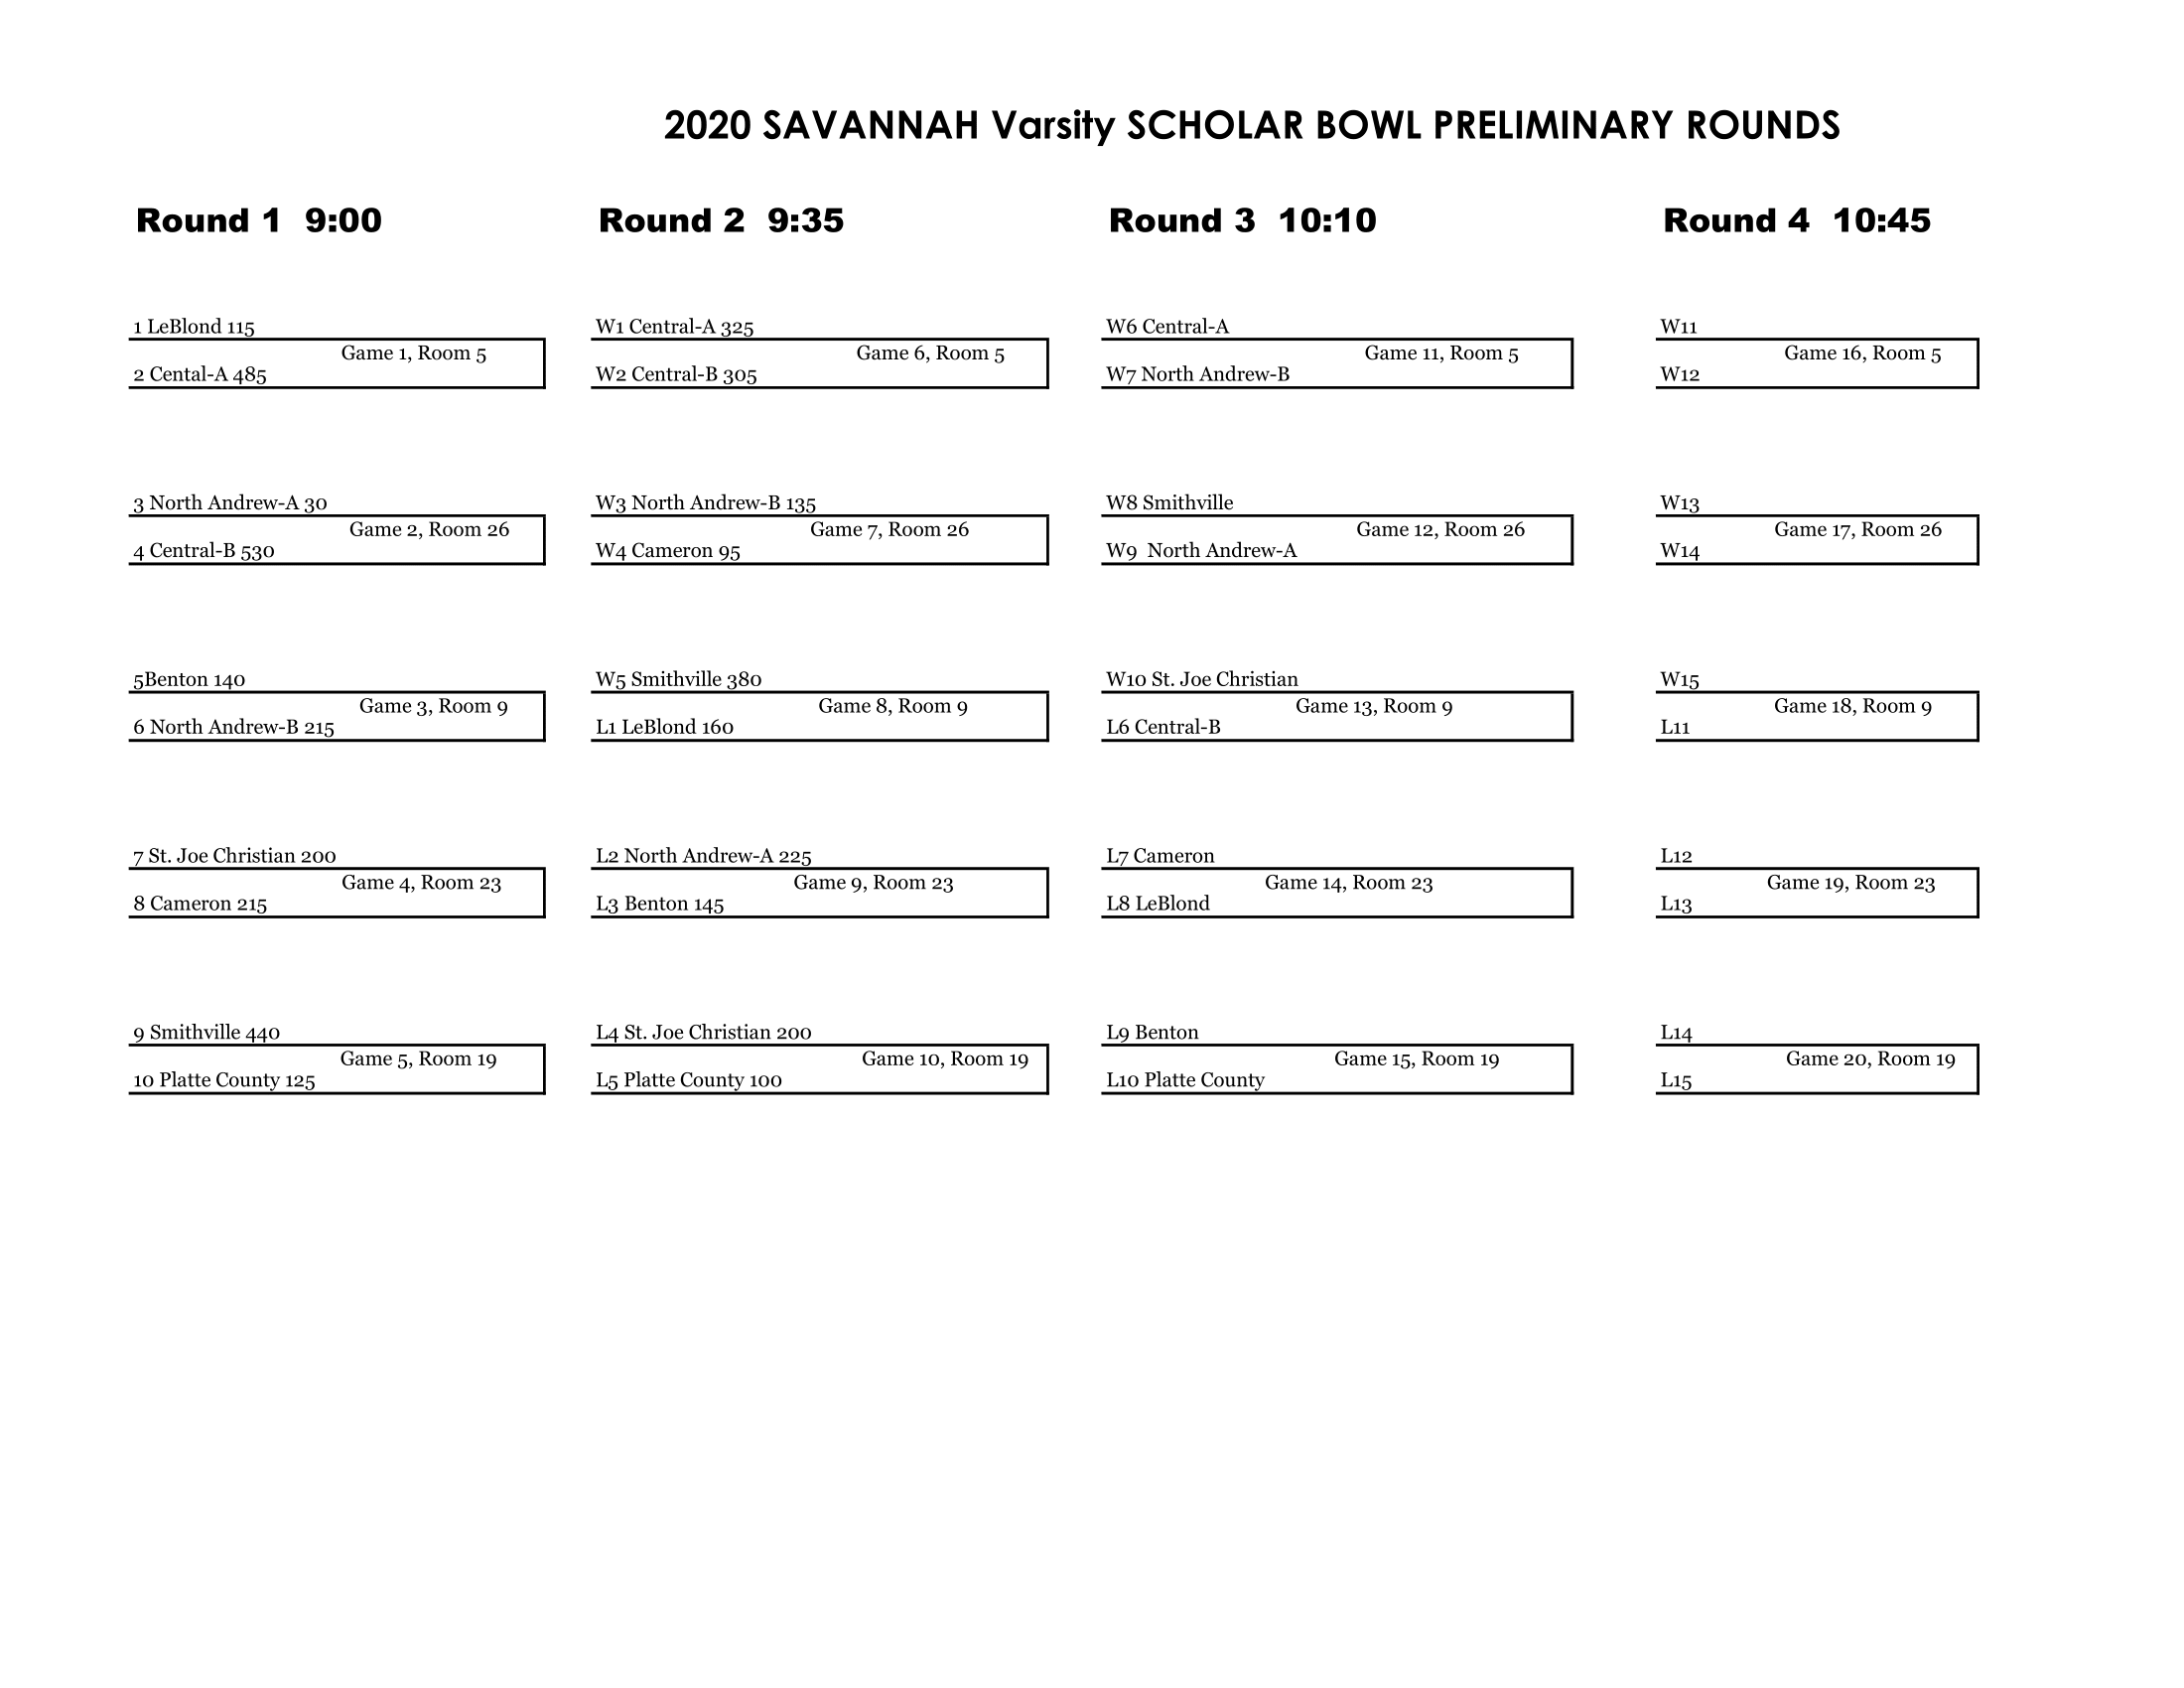 2020 SAVANNAH Varsity SCHOLAR BOWL PRELIMINARY ROUNDS
Round 1  9:00
Round 2  9:35
Round 3  10:10
Round 4  10:45
1 LeBlond 115
Game 1, Room 5
2 Cental-A 485
W1 Central-A 325
Game 6, Room 5
W2 Central-B 305
W6 Central-A
Game 11, Room 5
W7 North Andrew-B
W11
Game 16, Room 5
W12
3 North Andrew-A 30
Game 2, Room 26
4 Central-B 530
W3 North Andrew-B 135
Game 7, Room 26
W4 Cameron 95
W8 Smithville
Game 12, Room 26
W9  North Andrew-A
W13
Game 17, Room 26
W14
5Benton 140
Game 3, Room 9
6 North Andrew-B 215
W5 Smithville 380
Game 8, Room 9
L1 LeBlond 160
W10 St. Joe Christian
Game 13, Room 9
L6 Central-B
W15
Game 18, Room 9
L11
7 St. Joe Christian 200
Game 4, Room 23
8 Cameron 215
L2 North Andrew-A 225
Game 9, Room 23
L3 Benton 145
L7 Cameron
Game 14, Room 23
L8 LeBlond
L12
Game 19, Room 23
L13
9 Smithville 440
Game 5, Room 19
10 Platte County 125
L4 St. Joe Christian 200
Game 10, Room 19
L5 Platte County 100
L9 Benton
Game 15, Room 19
L10 Platte County
L14
Game 20, Room 19
L15